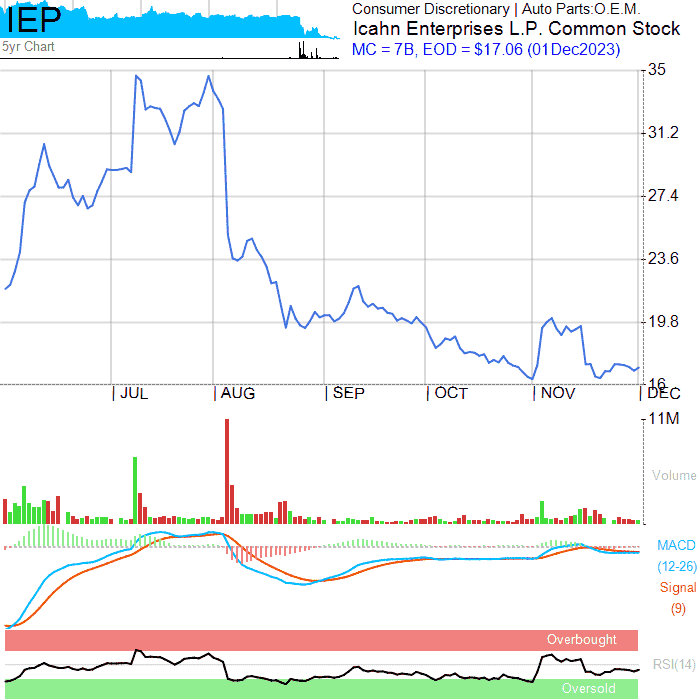 IEP
5yr Chart
Consumer Discretionary | Auto Parts:O.E.M.
Icahn Enterprises L.P. Common Stock
MC = 7B, EOD = $17.06 (01Dec2023)
35
31.2
27.4
23.6
19.8
16
JUL
AUG
SEP
OCT
NOV
DEC
11M
Volume
MACD
(12-26)
Signal
(9)
Overbought
RSI(14)
Oversold